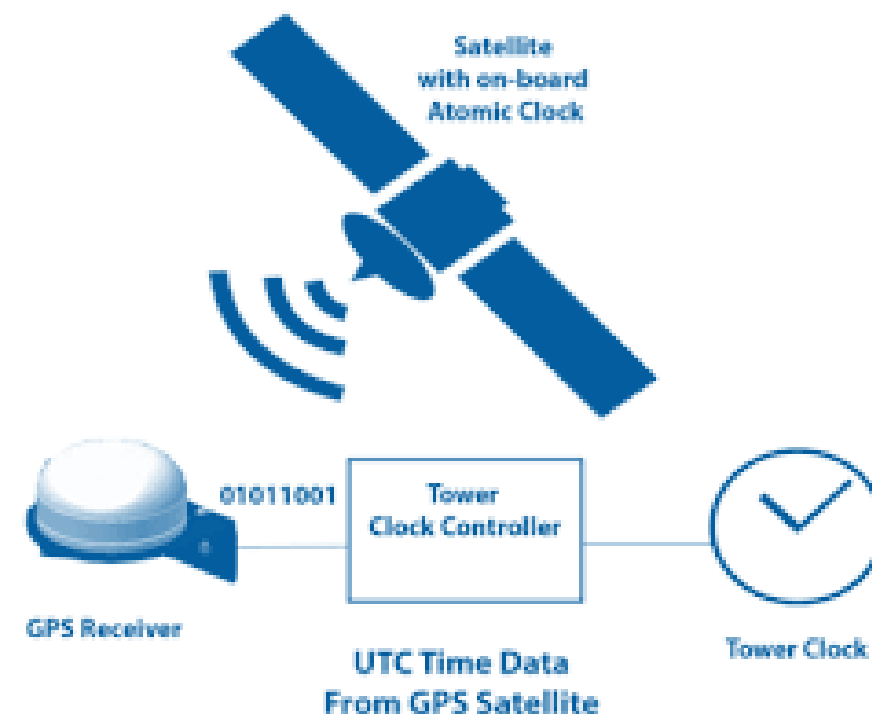 Satellite
with on-board
Atomic Clock
01011001
Tower
Clock Controller
GPS Receiver
Tower Clock
UTC Time Data
From GPS Satellite